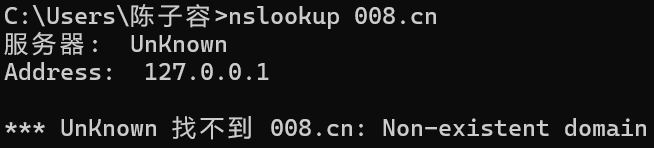 C:\Users\陈子容>nslookup 008.cn
服务器:  UnKnown
Address:  127.0.0.1

*** UnKnown 找不到 008.cn: Non-existent domain